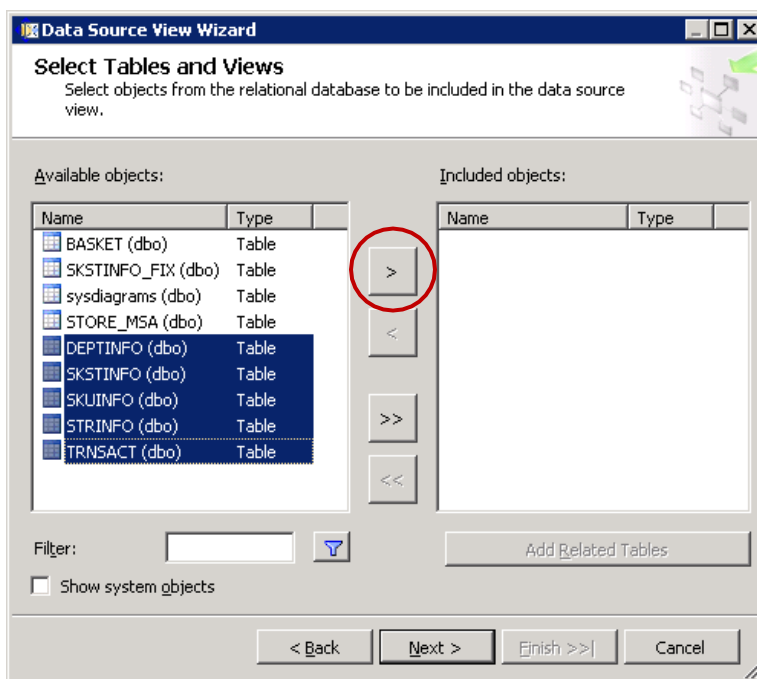 Data Source View Wizard
Select Tables and Views
Select objects from the relational database to be included in the data source
view.
Available objects:
Included objects:
Name Type
Name Type
BASKET (dbo) Table
SKSTINFO_FIX (dbo) Table
sysdiagrams (dbo) Table
STORE_MSA (dbo) Table
DEPTINFO (dbo) Table
SKSTINFO (dbo) Table
SKUINFO (dbo) Table
STRINFO (dbo) Table
TRNSACT (dbo) Table
>
<
>>
<<
Filter:
Add Related Tables
Show system objects
< Back Next > Finish >>| Cancel